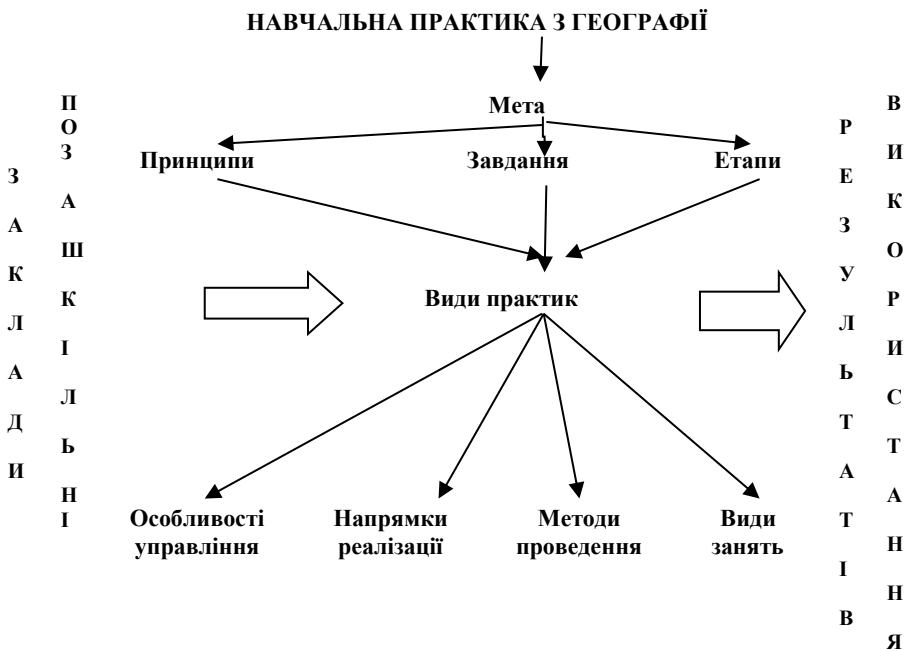 НАВЧАЛЬНА ПРАКТИКА З ГЕОГРАФІЇ
ЗАКЛАДИ
ПОЗАШКІЛЬНІ
Мета
Принципи Завдання Етапи
Види практик
Особливості управління
Напрямки реалізації
Методи проведення
Види занять
РЕЗУЛЬТАТІВ
ВИКОРИСТАННЯ